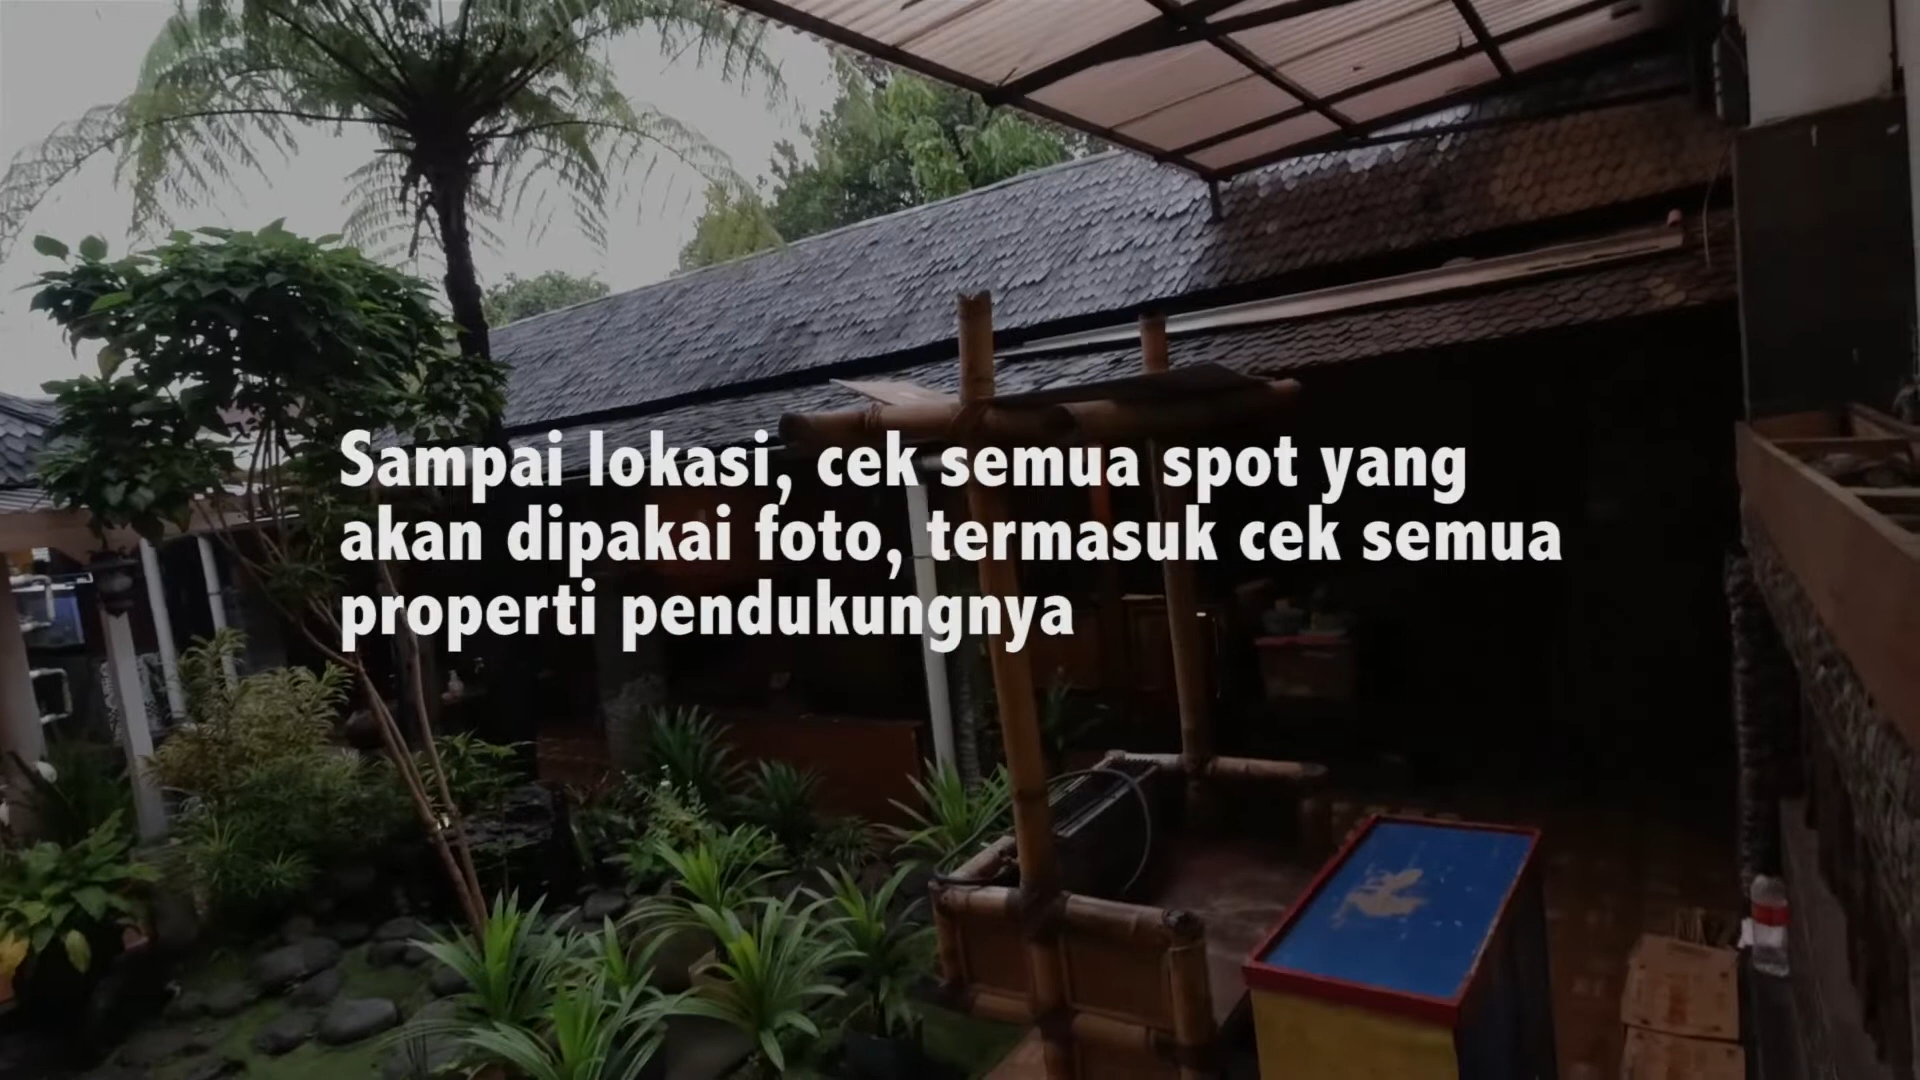 Sampai lokasi, cek semua spot yang
akan dipakai foto, termasuk cek semua
properti pendukungnya